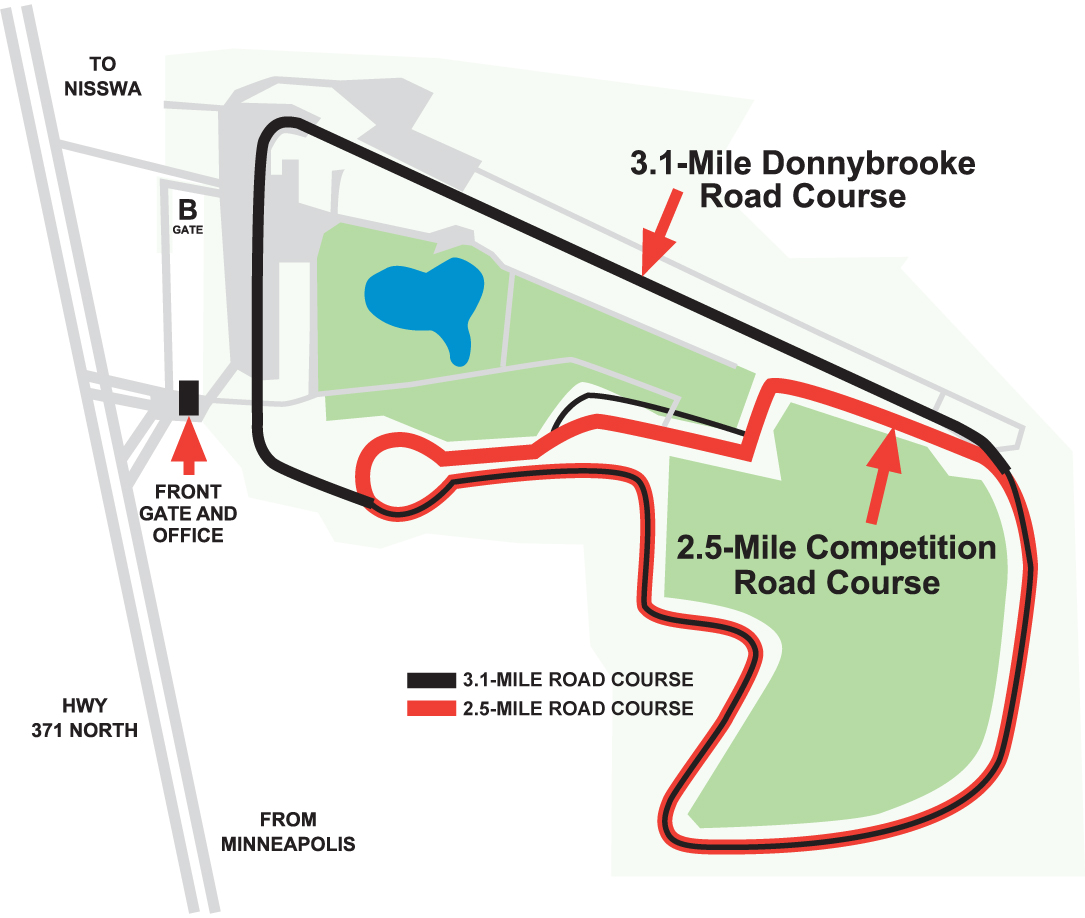 TO
NISSWA
3.1-Mile Donnybrooke
Road Course
B
GATE
FRONT
GATE AND
OFFICE
2.5-Mile Competition
Road Course
3.1-MILE ROAD COURSE
2.5-MILE ROAD COURSE
HWY
371 NORTH
FROM
MINNEAPOLIS